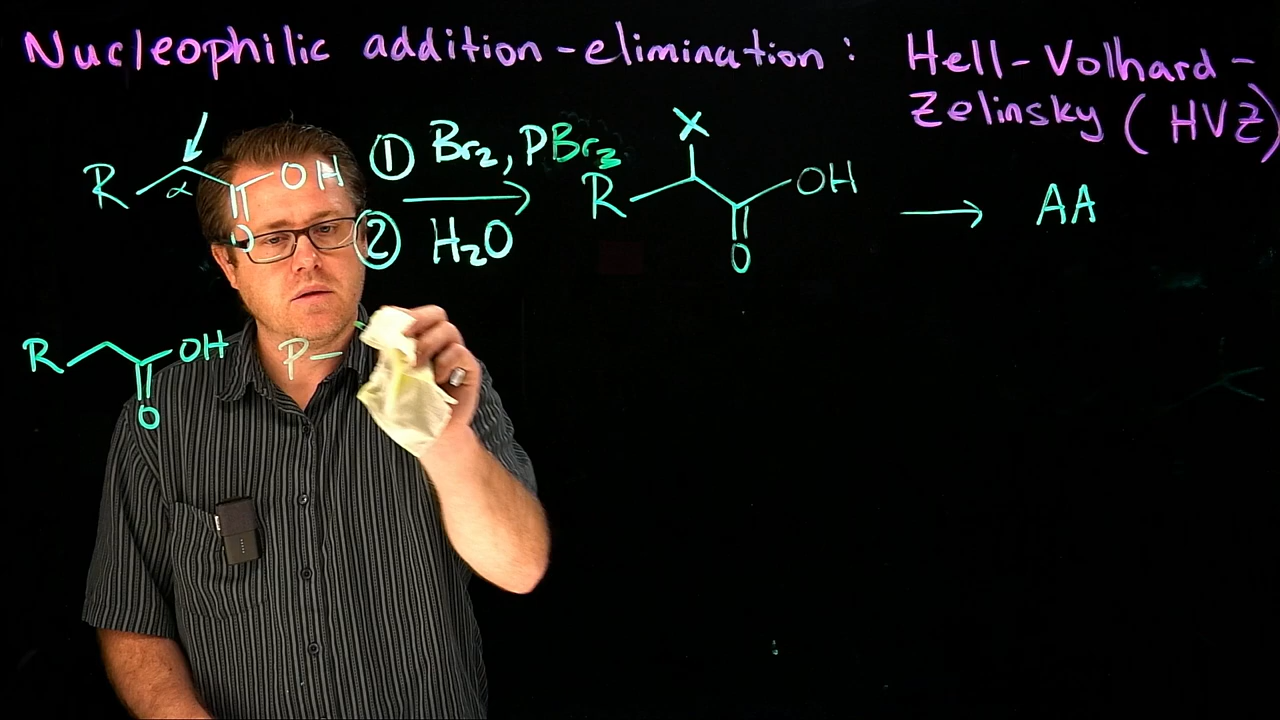 Nucleophilic addition-elimination: Hell-Volhard-
Zelinsky (HVZ)
R α OH O
① Br₂, PBr₃
② H₂O
R X OH O
→ AA
R OH O
P-